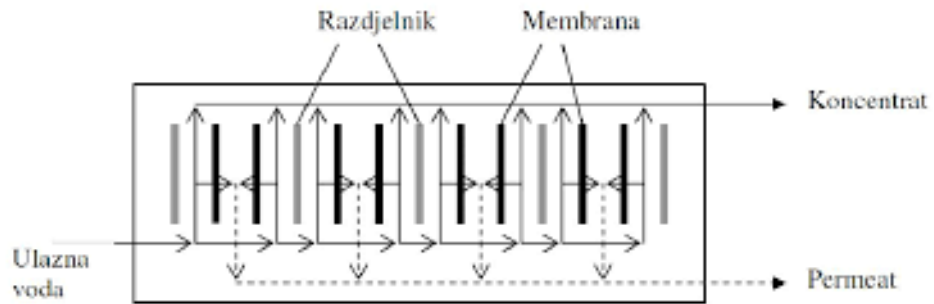 Razdjelnik
Membrana
Koncentrat
Ulazna
voda
Permeat